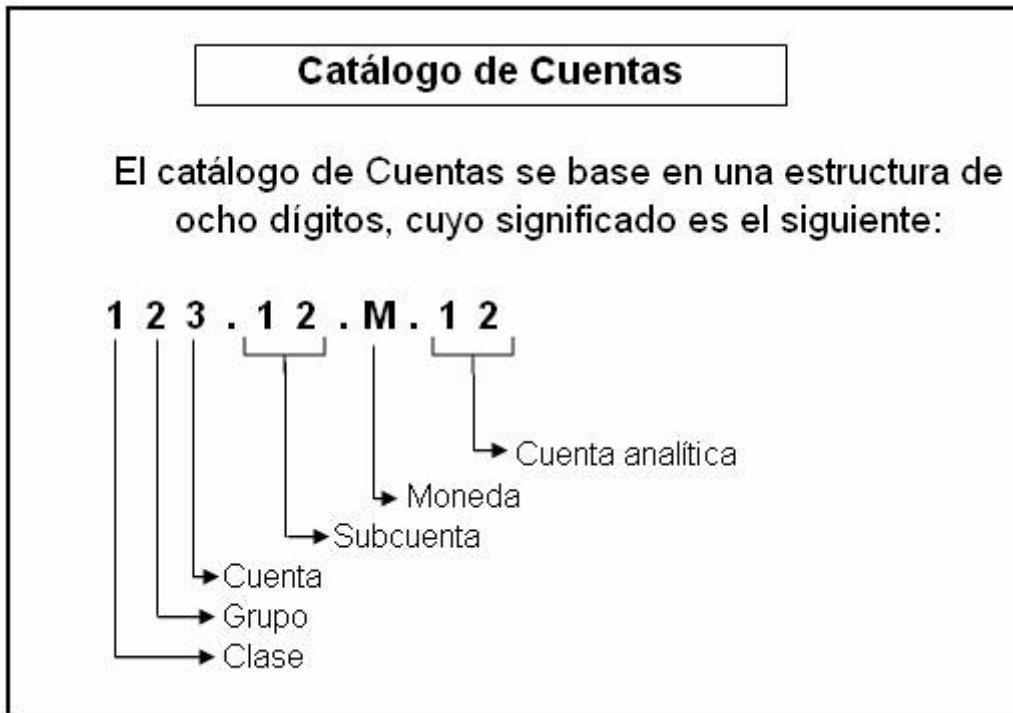 Catálogo de Cuentas
El catálogo de Cuentas se base en una estructura de
ocho dígitos, cuyo significado es el siguiente:
1 2 3 . 1 2 . M . 1 2
Cuenta analítica
Moneda
Subcuenta
Cuenta
Grupo
Clase